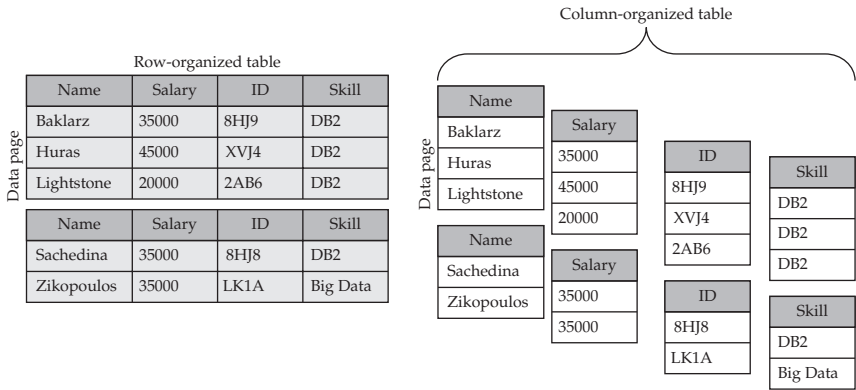 Row-organized table
Data page
Name Salary ID Skill
Baklarz 35000 8HJ9 DB2
Huras 45000 XVJ4 DB2
Lightstone 20000 2AB6 DB2
Name Salary ID Skill
Sachedina 35000 8HJ8 DB2
Zikopoulos 35000 LK1A Big Data
Column-organized table
Data page
Name
Baklarz
Huras
Lightstone
Name
Sachedina
Zikopoulos
Salary
35000
45000
20000
Salary
35000
35000
ID
8HJ9
XVJ4
2AB6
ID
8HJ8
LK1A
Skill
DB2
DB2
DB2
Skill
DB2
Big Data